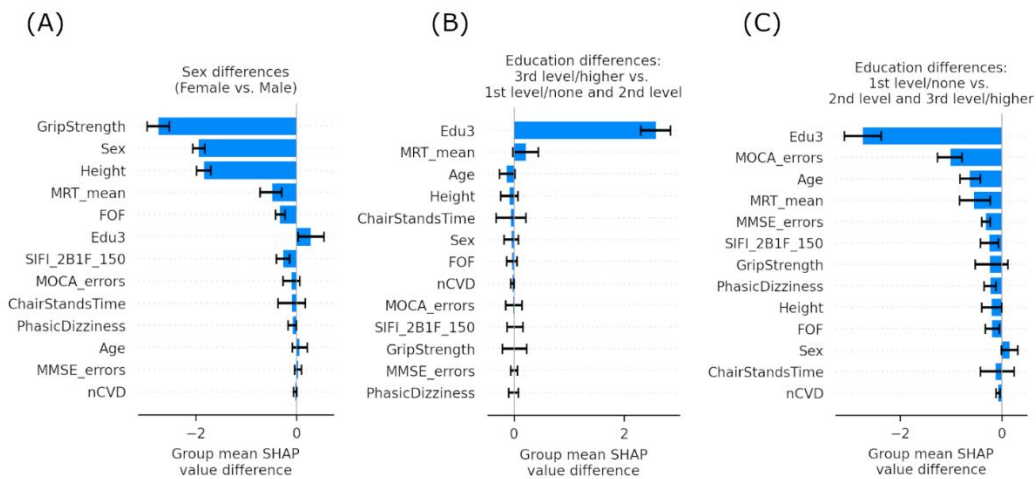 (A)
Sex differences
(Female vs. Male)
GripStrength
Sex
Height
MRT_mean
FOF
Edu3
SIFI_2B1F_150
MOCA_errors
ChairStandsTime
PhasicDizziness
Age
MMSE_errors
nCVD
−2
0
Group mean SHAP
value difference
(B)
Education differences:
3rd level/higher vs.
1st level/none and 2nd level
Edu3
MRT_mean
Age
Height
ChairStandsTime
Sex
FOF
nCVD
MOCA_errors
SIFI_2B1F_150
GripStrength
MMSE_errors
PhasicDizziness
0
2
Group mean SHAP
value difference
(C)
Education differences:
1st level/none vs.
2nd level and 3rd level/higher
Edu3
MOCA_errors
Age
MRT_mean
MMSE_errors
SIFI_2B1F_150
GripStrength
PhasicDizziness
Height
FOF
Sex
ChairStandsTime
nCVD
−2
0
Group mean SHAP
value difference